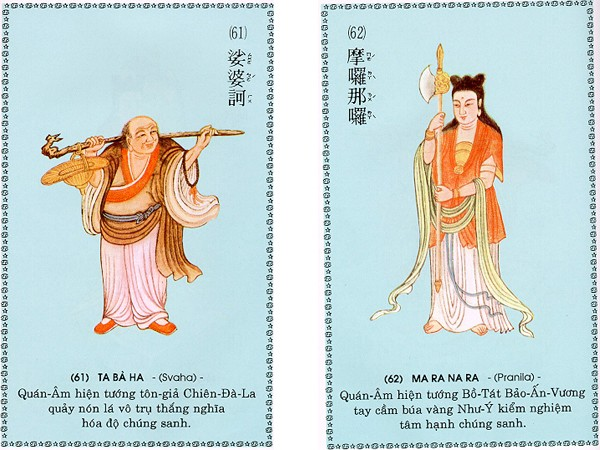 (61)
娑婆訶
(61) TA BÀ HA - (Svaha) -
Quán-Âm hiện tướng tôn-giả Chiên-Đà-La
quảy nón lá vô trụ thắng nghĩa
hóa độ chúng sanh.
(62)
摩囉那囉
(62) MA RA NA RA - (Pranila) -
Quán-Âm hiện tướng Bồ-Tát Bảo-Ấn-Vương
tay cầm búa vàng Như-Ý kiểm nghiệm
tâm hạnh chúng sanh.